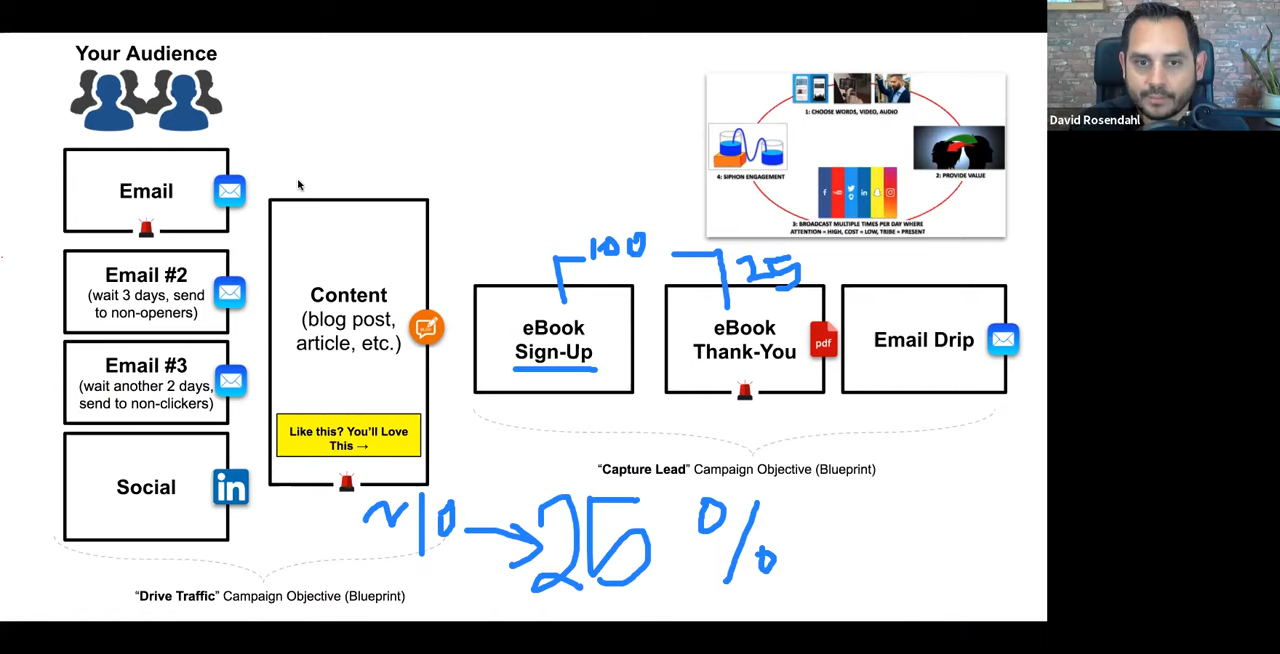 Your Audience
David Rosendahl
1: CHOOSE WORDS, VIDEO, AUDIO
4: SIPHON ENGAGEMENT
2: PROVIDE VALUE
3: BROADCAST MULTIPLE TIMES PER DAY WHERE
ATTENTION = HIGH, COST = LOW, TRIBE = PRESENT
Email
Email #2
(wait 3 days, send
to non-openers)
Email #3
(wait another 2 days,
send to non-clickers)
Social
in
Content
(blog post,
article, etc.)
BLOG
Like this? You'll Love
This →
100
25
eBook
Sign-Up
eBook
Thank-You
pdf
Email Drip
“Capture Lead” Campaign Objective (Blueprint)
~10 → 25 %
“Drive Traffic” Campaign Objective (Blueprint)